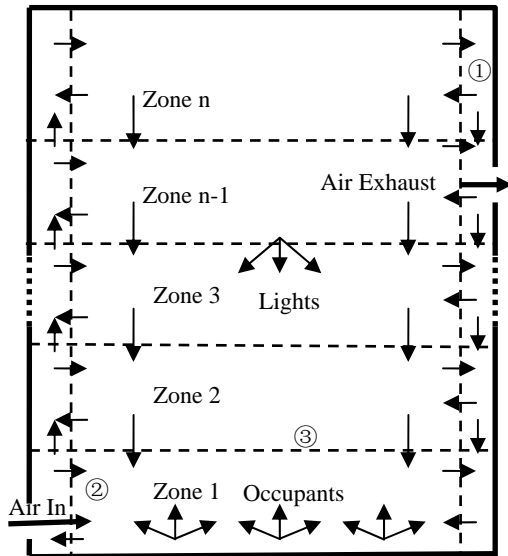 ①
Zone n
Air Exhaust
Zone n-1
Zone 3
Lights
Zone 2
③
②
Zone 1
Occupants
Air In